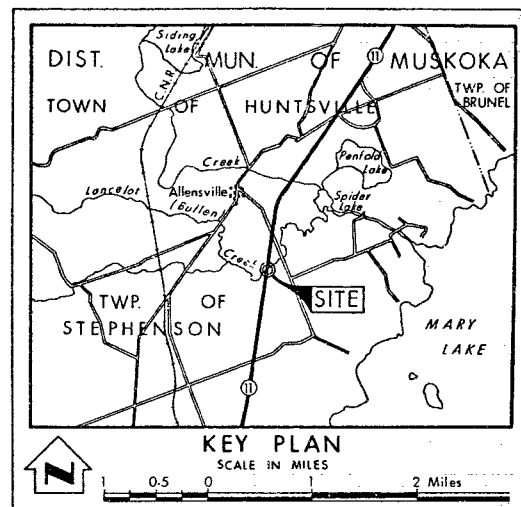 Siding
Lake
DIST. MUN. OF MUSKOKA
C.N.R.
11
TWP. OF
BRUNEL
TOWN OF HUNTSVILLE
Creek
Penfold
Lake
Lancelot
Allensville
Spider
Lake
(Bullen
Creek
TWP. OF
STEPHENSON
SITE
MARY
LAKE
11
KEY PLAN
SCALE IN MILES
N
1 0.5 0 1 2 Miles